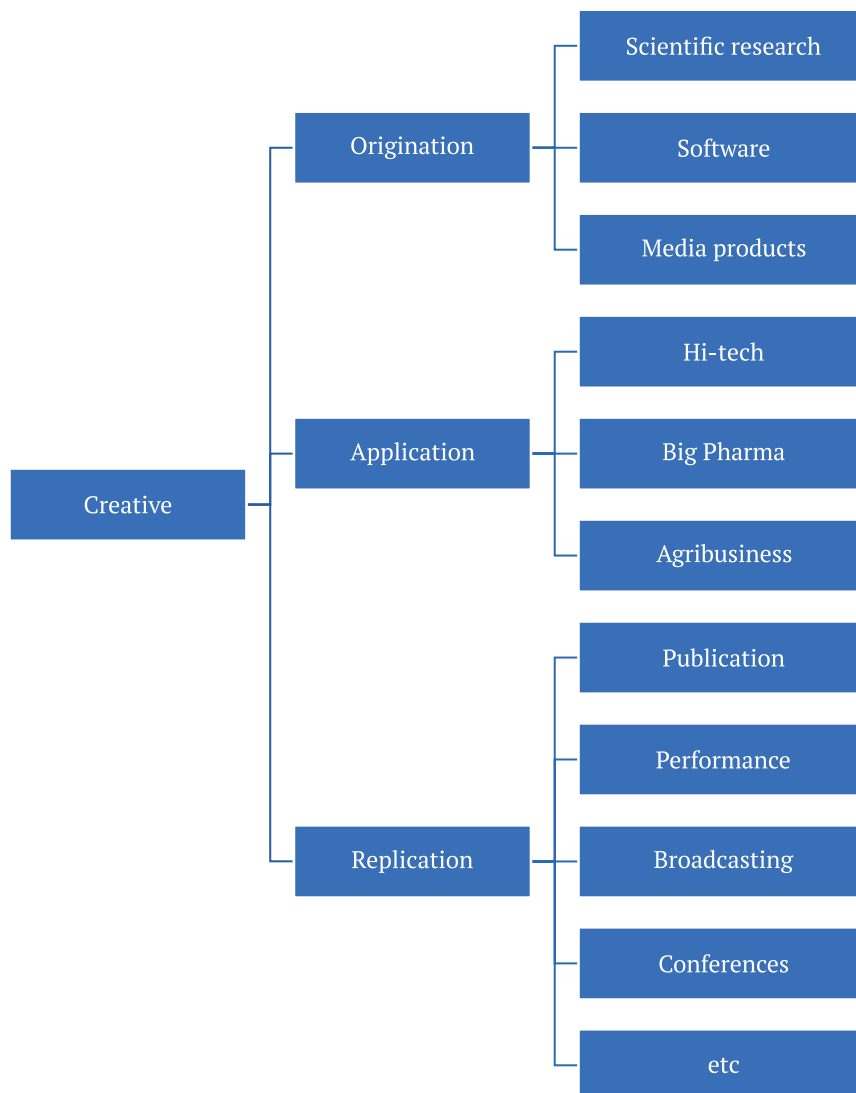 Creative
Origination
Scientific research
Software
Media products
Application
Hi-tech
Big Pharma
Agribusiness
Replication
Publication
Performance
Broadcasting
Conferences
etc